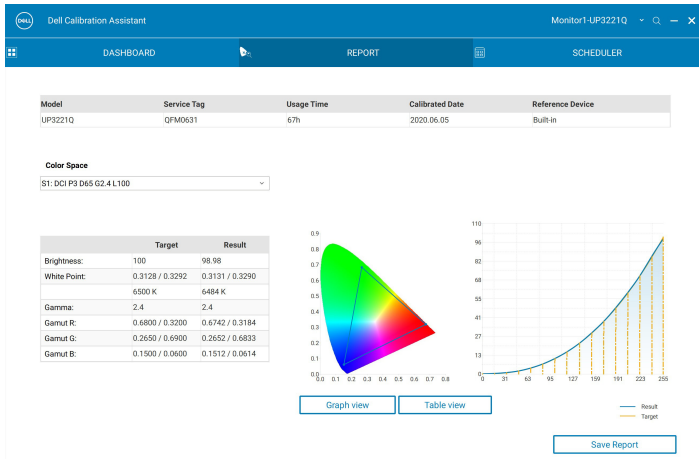 DELL Dell Calibration Assistant Monitor1-UP3221Q
DASHBOARD REPORT SCHEDULER
Model Service Tag Usage Time Calibrated Date Reference Device
UP3221Q QFM0631 67h 2020.06.05 Built-in
Color Space
S1: DCI P3 D65 G2.4 L100
Target Result
Brightness: 100 98.98
White Point: 0.3128 / 0.3292 0.3131 / 0.3290
6500 K 6484 K
Gamma: 2.4 2.4
Gamut R: 0.6800 / 0.3200 0.6742 / 0.3184
Gamut G: 0.2650 / 0.6900 0.2652 / 0.6833
Gamut B: 0.1500 / 0.0600 0.1512 / 0.0614
0.9
0.8
0.7
0.6
0.5
0.4
0.3
0.2
0.1
0.0
0.0 0.1 0.2 0.3 0.4 0.5 0.6 0.7 0.8
110
96
82
68
55
41
27
13
0
0 31 63 95 127 159 191 223 255
Graph view Table view
Result
Target
Save Report